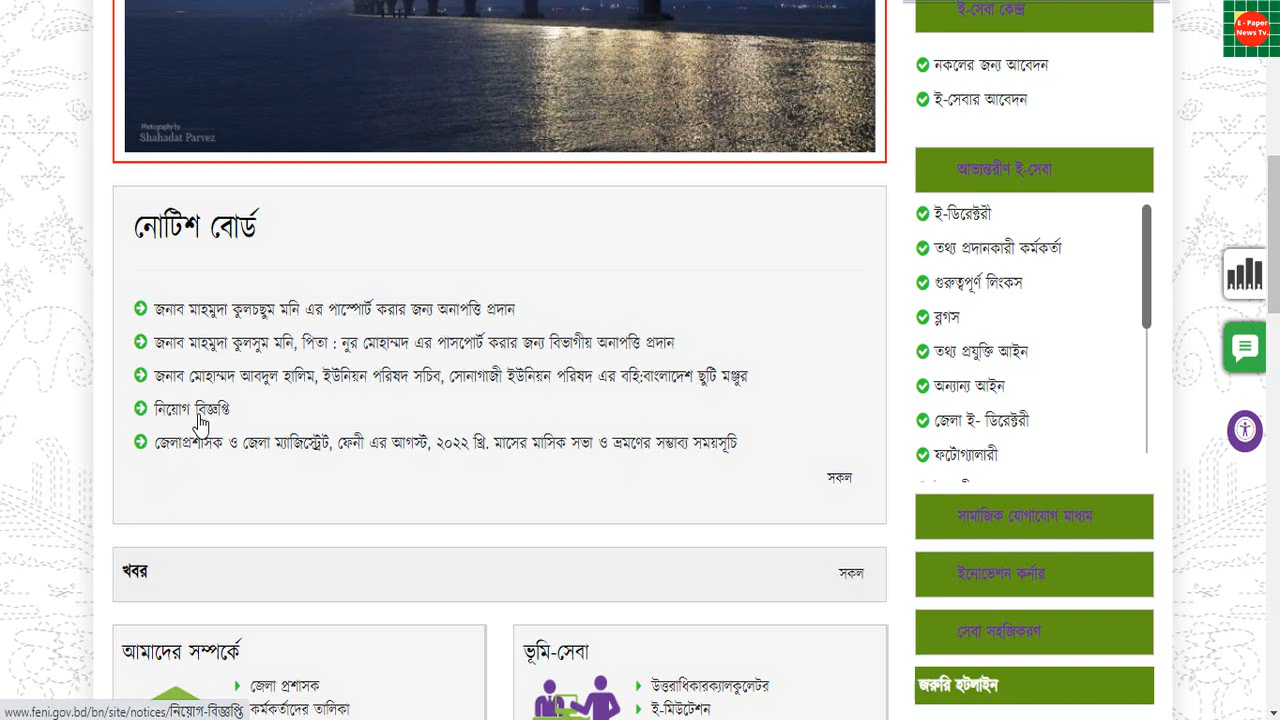 Photography by
Shahadat Parvez
নোটিশ বোর্ড
জনাব মাহমুদা কুলচছুম মনি এর পাস্পোর্ট করার জন্য অনাপত্তি প্রদান
জনাব মাহমুদা কুলসুম মনি, পিতা : নুর মোহাম্মদ এর পাসপোর্ট করার জন্য বিভাগীয় অনাপত্তি প্রদান
জনাব মোহাম্মদ আবদুল হালিম, ইউনিয়ন পরিষদ সচিব, সোনাগাজী ইউনিয়ন পরিষদ এর বহি:বাংলাদেশ ছুটি মঞ্জুর
নিয়োগ বিজ্ঞপ্তি
জেলাপ্রশাসক ও জেলা ম্যাজিস্ট্রেট, ফেনী এর আগস্ট, ২০২২ খ্রি. মাসের মাসিক সভা ও ভ্রমণের সম্ভাব্য সময়সূচি
সকল
খবর
সকল
আমাদের সম্পর্কে
জেলা প্রশাসক
কর্মকর্তাদের তালিকা
ভূমি-সেবা
উত্তরাধিকারক্যালকুলেটর
ই-মিউটেশন
ই-সেবা কেন্দ্র
নকলের জন্য আবেদন
ই-সেবার আবেদন
আভ্যন্তরীণ ই-সেবা
ই-ডিরেক্টরী
তথ্য প্রদানকারী কর্মকর্তা
গুরুত্বপূর্ণ লিংকস
ব্লগস
তথ্য প্রযুক্তি আইন
অন্যান্য আইন
জেলা ই- ডিরেক্টরী
ফটোগ্যালারী
সামাজিক যোগাযোগ মাধ্যম
ইনোভেশন কর্নার
সেবা সহজিকরণ
জরুরি হটলাইন
E - Paper
News Tv
www.feni.gov.bd/bn/site/notices/নিয়োগ-বিজ্ঞপ্তি